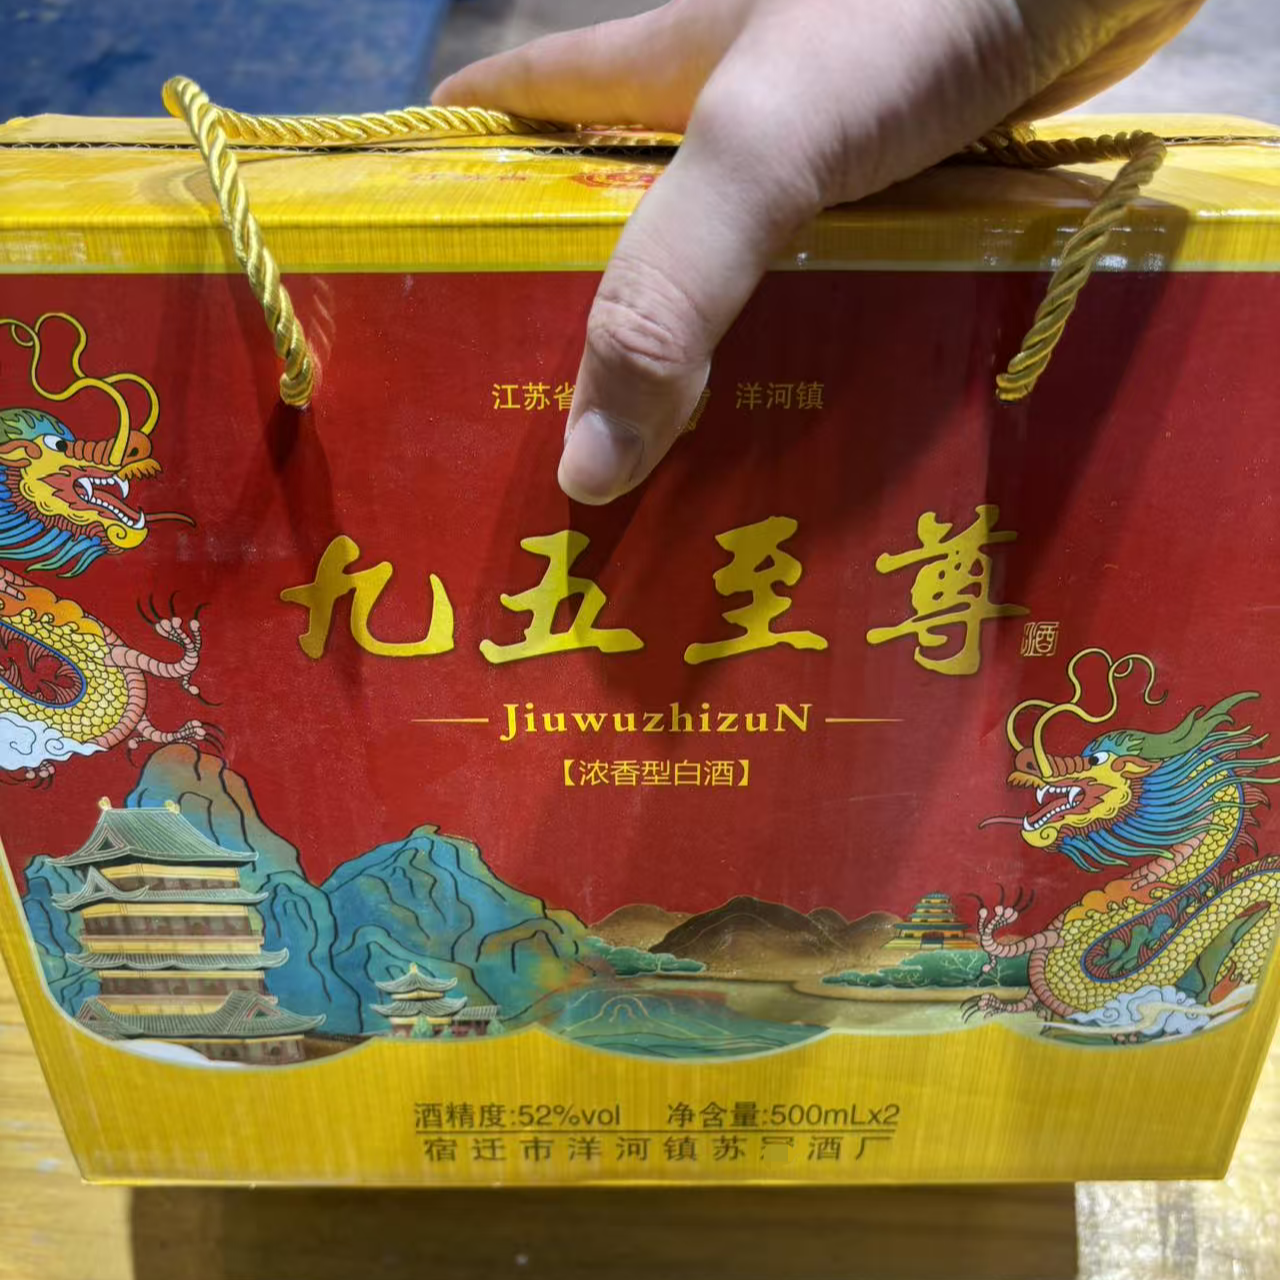 江苏省 洋河镇
九五至尊
酒
JiuwuzhizuN
【浓香型白酒】
酒精度:52%vol 净含量:500mLx2
宿迁市洋河镇苏 酒厂